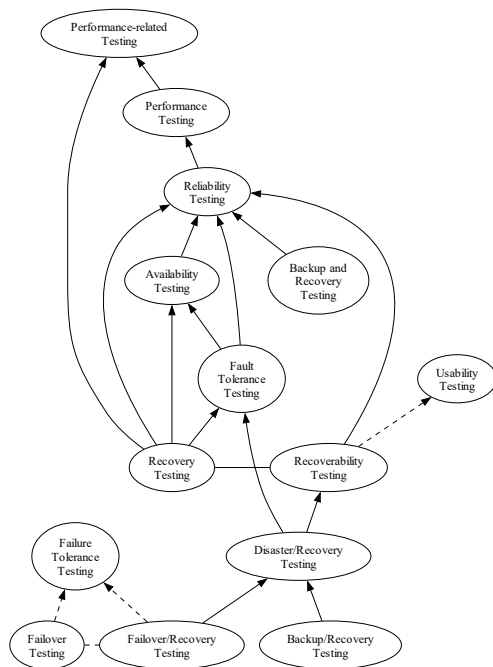 Performance-related
Testing
Performance
Testing
Reliability
Testing
Availability
Testing
Backup and
Recovery
Testing
Fault
Tolerance
Testing
Usability
Testing
Recovery
Testing
Recoverability
Testing
Failure
Tolerance
Testing
Disaster/Recovery
Testing
Failover
Testing
Failover/Recovery
Testing
Backup/Recovery
Testing